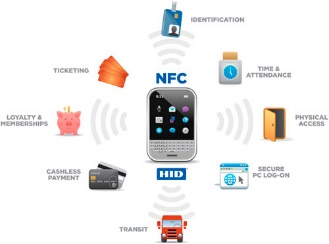 IDENTIFICATION
TICKETING
NFC
TIME &
ATTENDANCE
LOYALTY &
MEMBERSHIPS
PHYSICAL
ACCESS
CASHLESS
PAYMENT
HID
SECURE
PC LOG-ON
TRANSIT